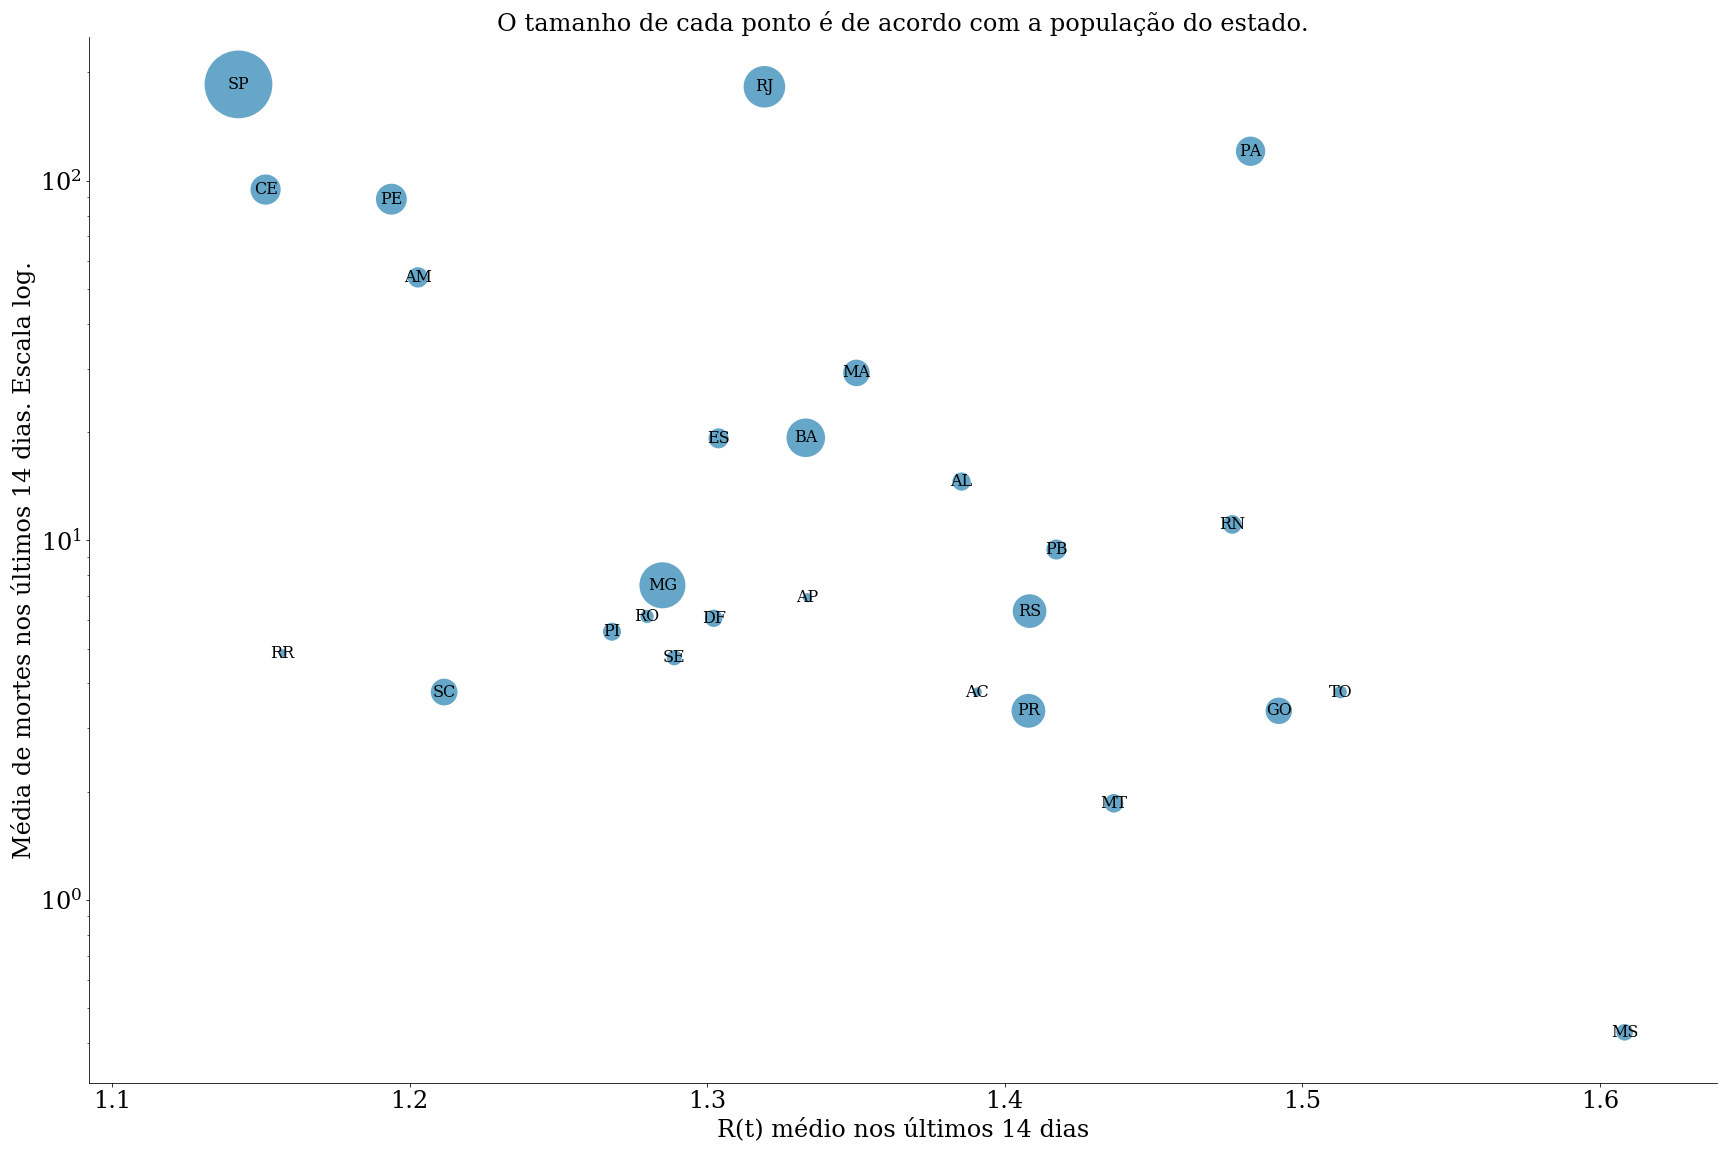 O tamanho de cada ponto é de acordo com a população do estado.
Média de mortes nos últimos 14 dias. Escala log.
10²
10¹
10⁰
SP
RJ
PA
CE
PE
AM
MA
ES
BA
AL
RN
PB
MG
AP
RO
DF
RS
PI
SE
RR
SC
AC
PR
GO
TO
MT
MS
1.1 1.2 1.3 1.4 1.5 1.6
R(t) médio nos últimos 14 dias